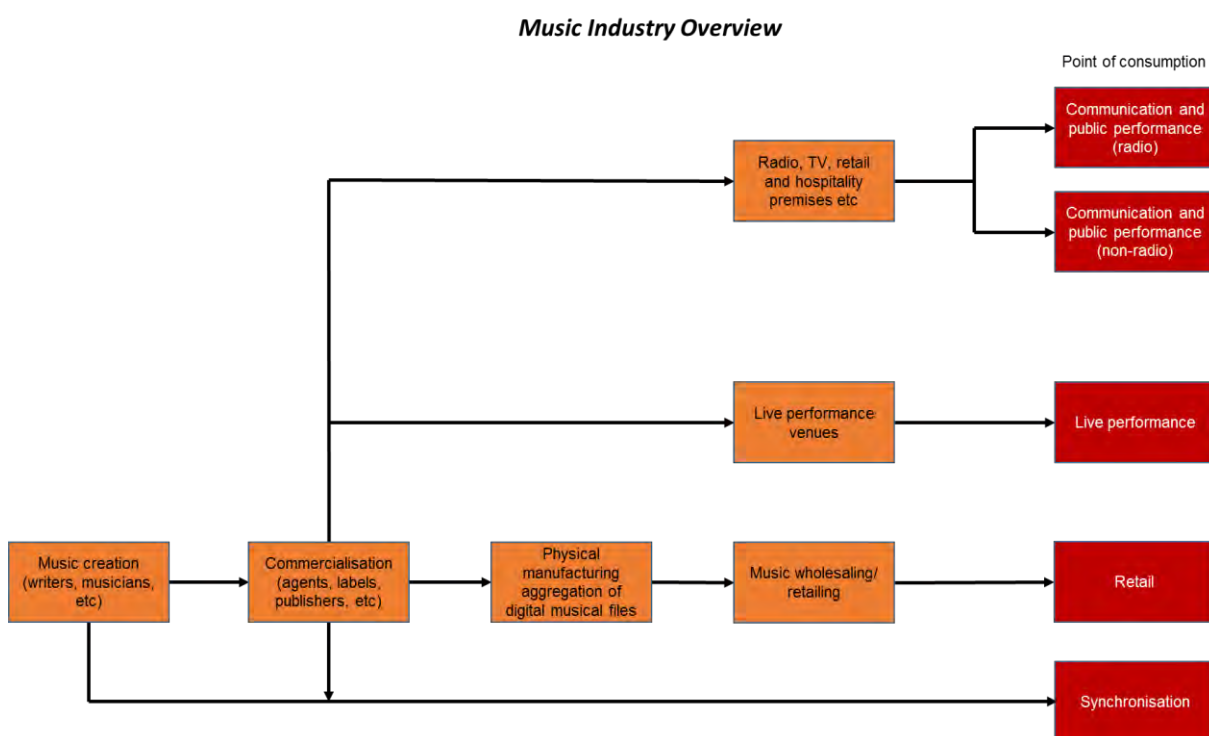 Music Industry Overview
Point of consumption
Communication and
public performance
(radio)
Radio, TV, retail
and hospitality
premises etc
Communication and
public performance
(non-radio)
Live performance
venues
Live performance
Music creation
(writers, musicians,
etc)
Commercialisation
(agents, labels,
publishers, etc)
Physical
manufacturing
aggregation of
digital musical files
Music wholesaling/
retailing
Retail
Synchronisation